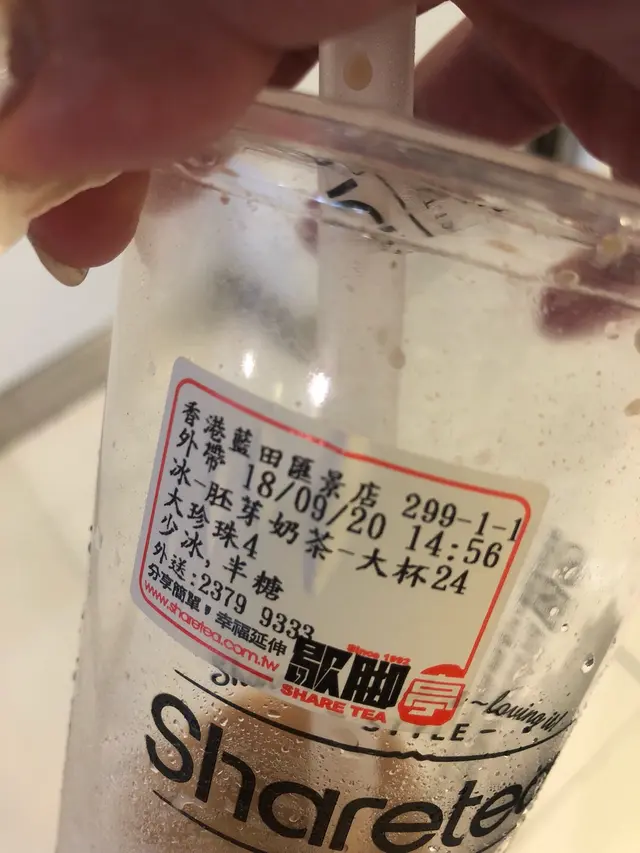 香港藍田匯景店 299-1-1
外帶 18/09/20 14:56
冰-胚芽奶茶-大杯24
大珍珠4
少冰,半糖
外送:2379 9333
分享簡單,幸福延伸
www.sharetea.com.tw
since 1992
歇脚亭
SHARE TEA
~loving it!
STYLE -
Sharetea